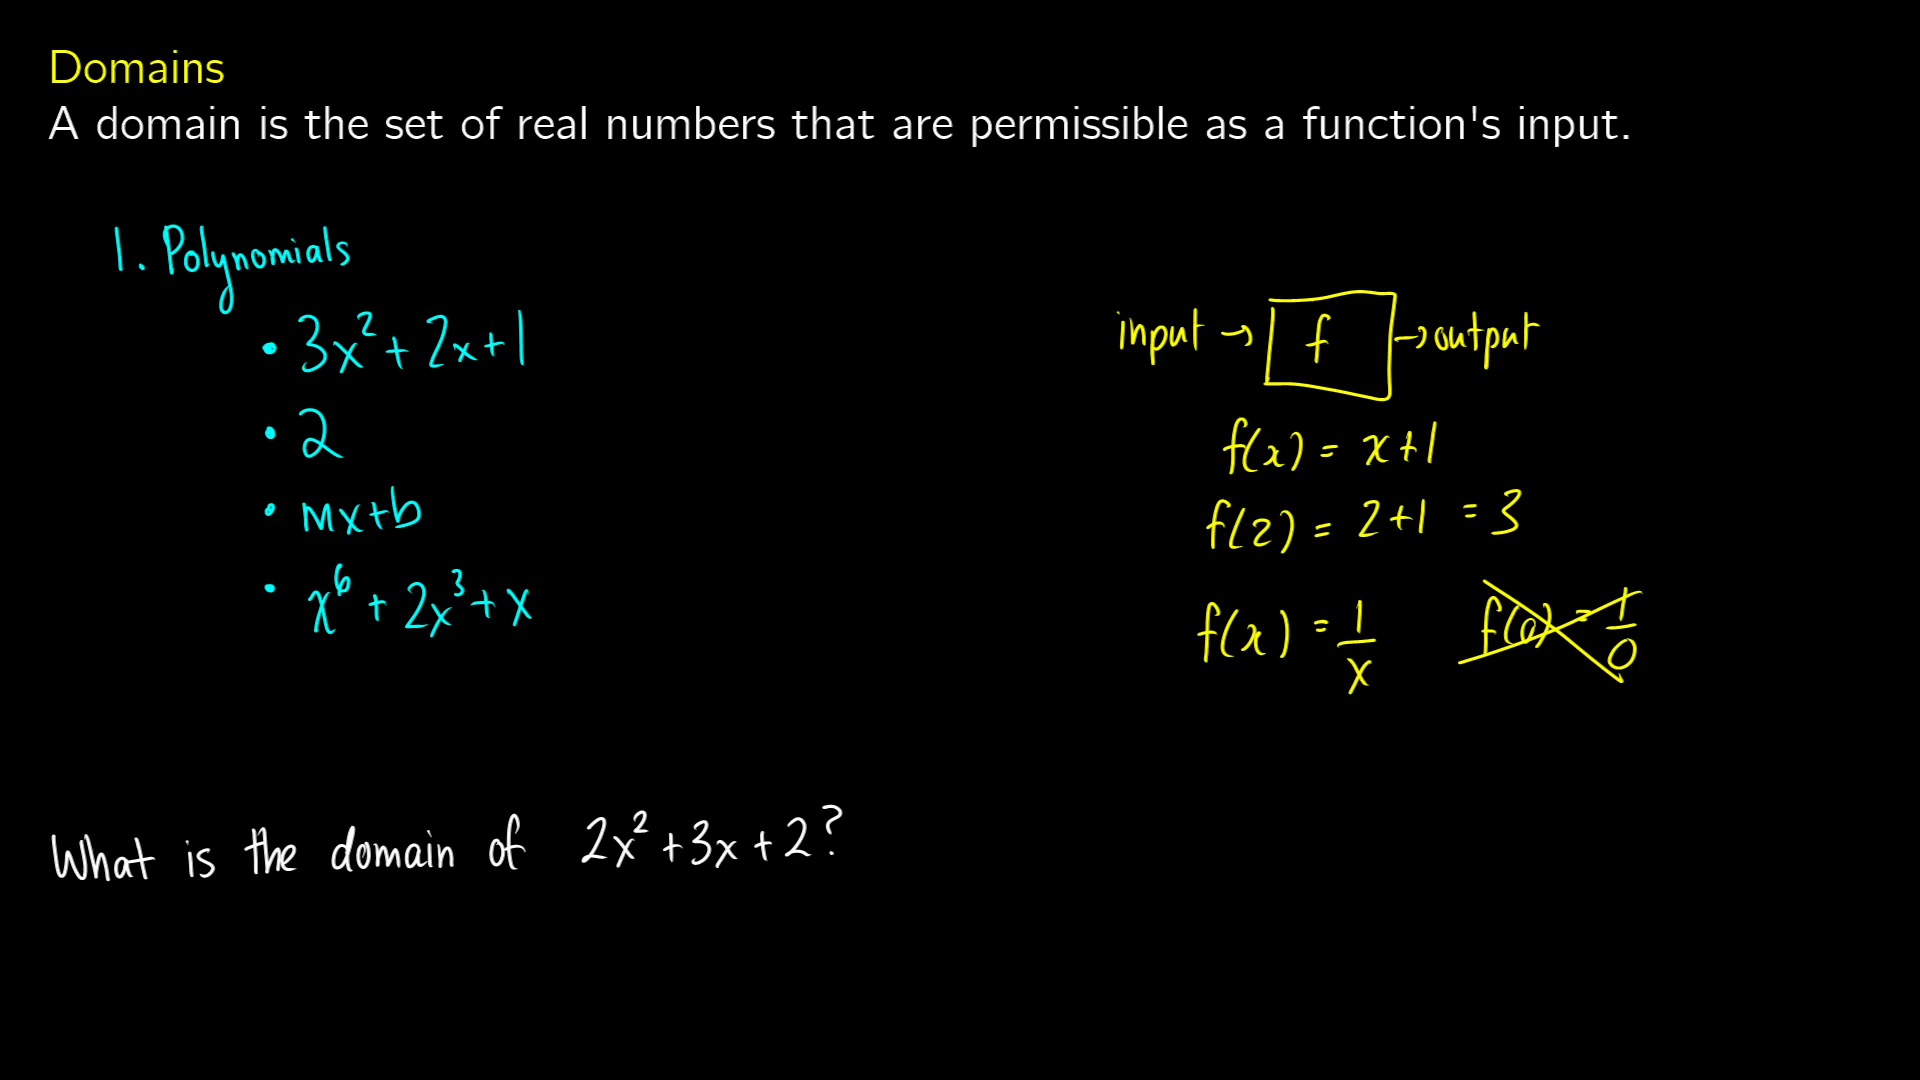 Domains
A domain is the set of real numbers that are permissible as a function's input.
1. Polynomials
• 3x² + 2x + 1
• 2
• mx + b
• x⁶ + 2x³ + x
input → f → output
f(x) = x + 1
f(2) = 2 + 1 = 3
f(x) = 1/x f(0) = 1/0
What is the domain of 2x² + 3x + 2?